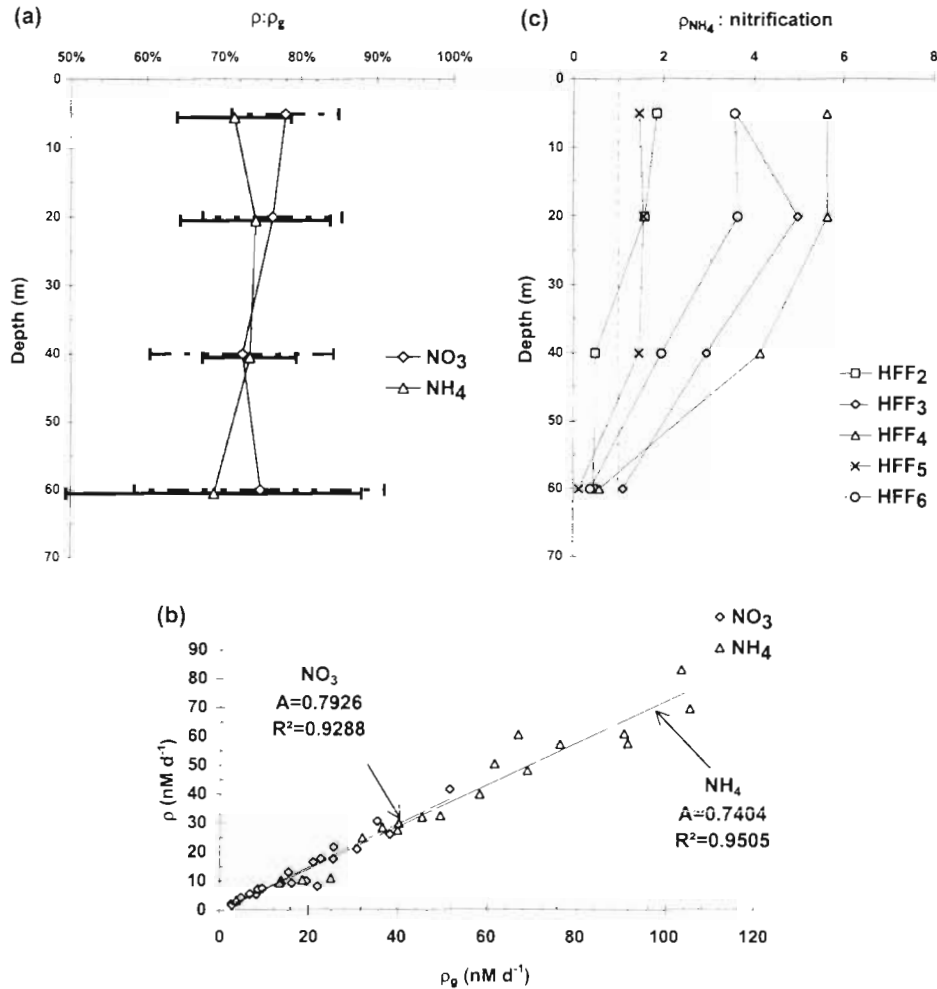 (a)
ρ:ρg
50% 60% 70% 80% 90% 100%
0
10
20
30
40
50
60
70
Depth (m)
NO3
NH4
(c)
ρNH4 : nitrification
0 2 4 6 8
0
10
20
30
40
50
60
70
Depth (m)
HFF2
HFF3
HFF4
HFF5
HFF6
(b)
NO3
NH4
90
80
70
60
50
40
30
20
10
0
ρ (nM d-1)
NO3
A=0.7926
R²=0.9288
NH4
A=0.7404
R²=0.9505
0 20 40 60 80 100 120
ρg (nM d-1)